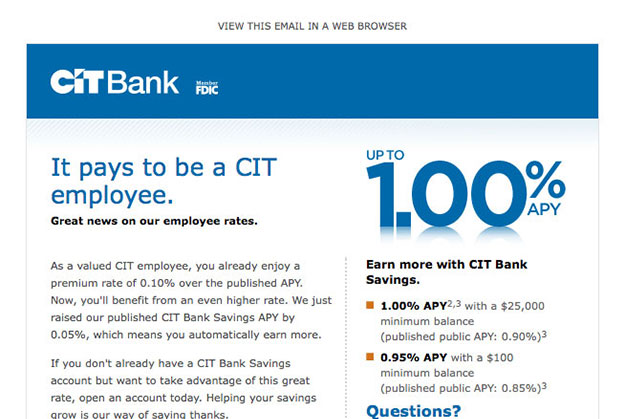 VIEW THIS EMAIL IN A WEB BROWSER
CIT Bank Member FDIC
It pays to be a CIT
employee.
Great news on our employee rates.
As a valued CIT employee, you already enjoy a
premium rate of 0.10% over the published APY.
Now, you'll benefit from an even higher rate. We just
raised our published CIT Bank Savings APY by
0.05%, which means you automatically earn more.
If you don't already have a CIT Bank Savings
account but want to take advantage of this great
rate, open an account today. Helping your savings
grow is our way of saying thanks.
UP TO
1.00% APY
Earn more with CIT Bank
Savings.
1.00% APY2,3 with a $25,000
minimum balance
(published public APY: 0.90%)3
0.95% APY with a $100
minimum balance
(published public APY: 0.85%)3
Questions?